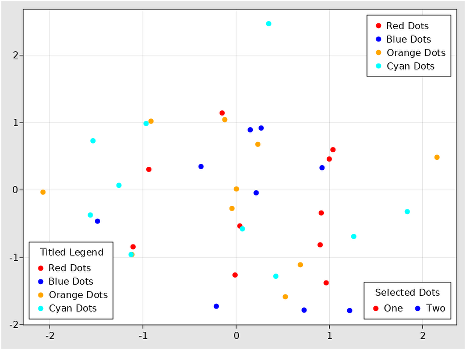 Red Dots
Blue Dots
Orange Dots
Cyan Dots
2
1
0
-1
-2
Titled Legend
Red Dots
Blue Dots
Orange Dots
Cyan Dots
Selected Dots
One Two
-2 -1 0 1 2